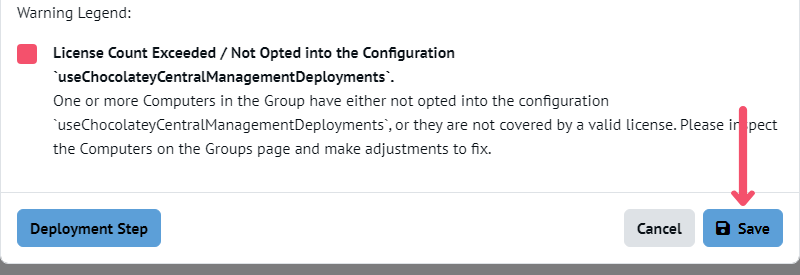 Warning Legend:
License Count Exceeded / Not Opted into the Configuration
`useChocolateyCentralManagementDeployments`.
One or more Computers in the Group have either not opted into the configuration
`useChocolateyCentralManagementDeployments`, or they are not covered by a valid license. Please inspect
the Computers on the Groups page and make adjustments to fix.
Deployment Step
Cancel
Save